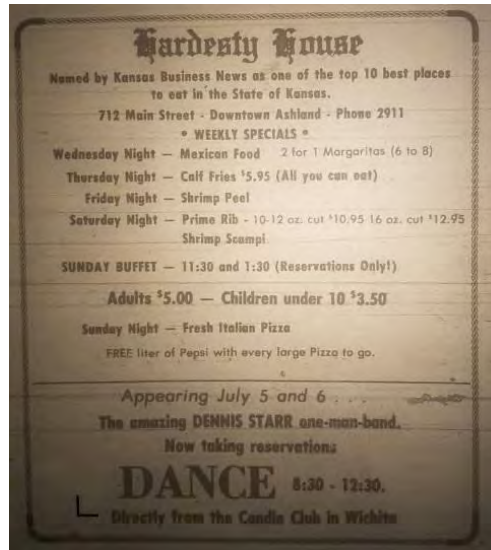 Hardesty House
Named by Kansas Business News as one of the top 10 best places
to eat in the State of Kansas.
712 Main Street - Downtown Ashland - Phone 2911
• WEEKLY SPECIALS •
Wednesday Night — Mexican Food 2 for 1 Margaritas (6 to 8)
Thursday Night — Calf Fries $5.95 (All you can eat)
Friday Night — Shrimp Peel
Saturday Night — Prime Rib - 10-12 oz. cut $10.95 16 oz. cut $12.95
Shrimp Scampi
SUNDAY BUFFET — 11:30 and 1:30 (Reservations Only!)
Adults $5.00 — Children under 10 $3.50
Sunday Night — Fresh Italian Pizza
FREE liter of Pepsi with every large Pizza to go.
Appearing July 5 and 6 . . .
The amazing DENNIS STARR one-man-band.
Now taking reservations
DANCE 8:30 - 12:30.
Directly from the Candle Club in Wichita